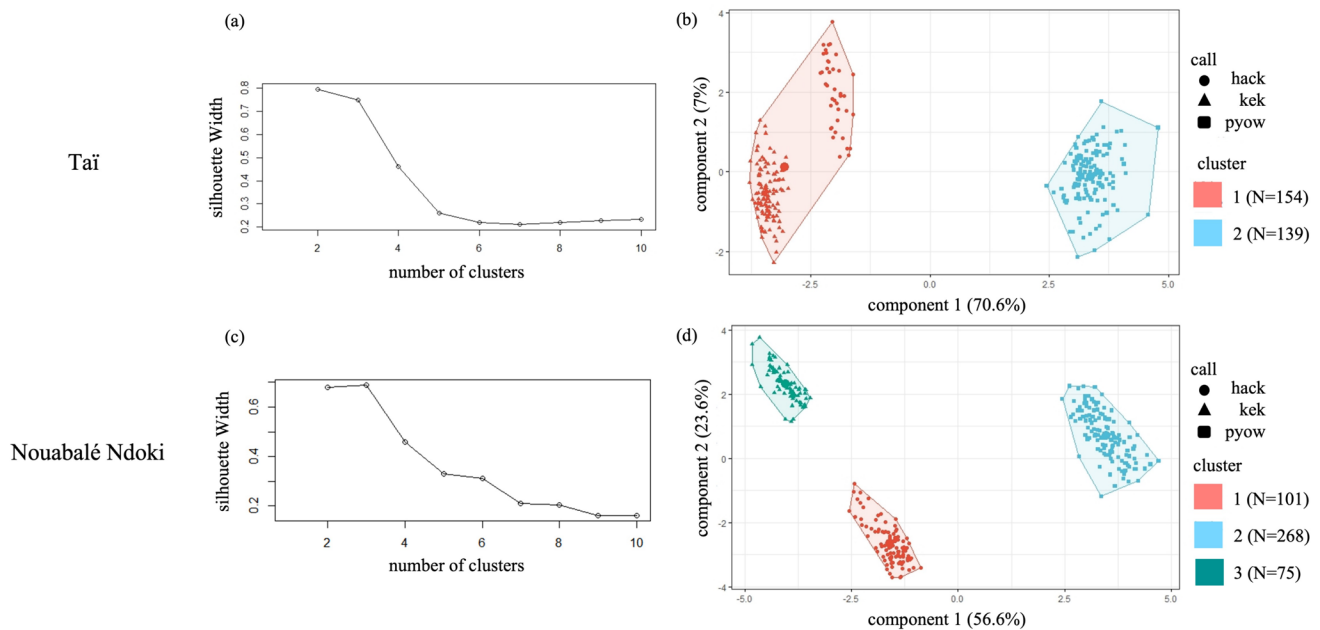 (a)
0.8
0.7
0.6
0.5
0.4
0.3
0.2
silhouette Width
2
4
6
8
10
number of clusters
Taï
(b)
4
2
0
-2
component 2 (7%)
-2.5
0.0
2.5
5.0
component 1 (70.6%)
call
hack
kek
pyow
cluster
1 (N=154)
2 (N=139)
(c)
0.6
0.4
0.2
silhouette Width
2
4
6
8
10
number of clusters
Nouabalé Ndoki
(d)
4
2
0
-2
-4
component 2 (23.6%)
-5.0
-2.5
0.0
2.5
5.0
component 1 (56.6%)
call
hack
kek
pyow
cluster
1 (N=101)
2 (N=268)
3 (N=75)